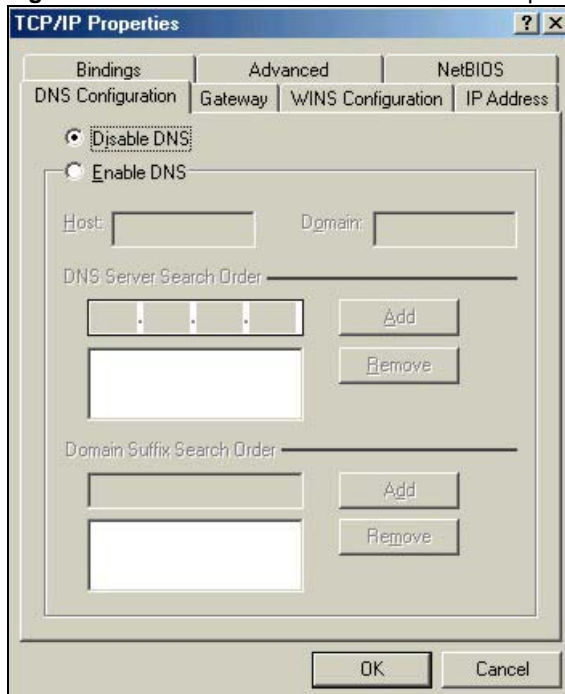 TCP/IP Properties
? ×
Bindings Advanced NetBIOS
DNS Configuration Gateway WINS Configuration IP Address
Disable DNS
Enable DNS
Host: Domain:
DNS Server Search Order
. . .
Add
Remove
Domain Suffix Search Order
Add
Remove
OK Cancel